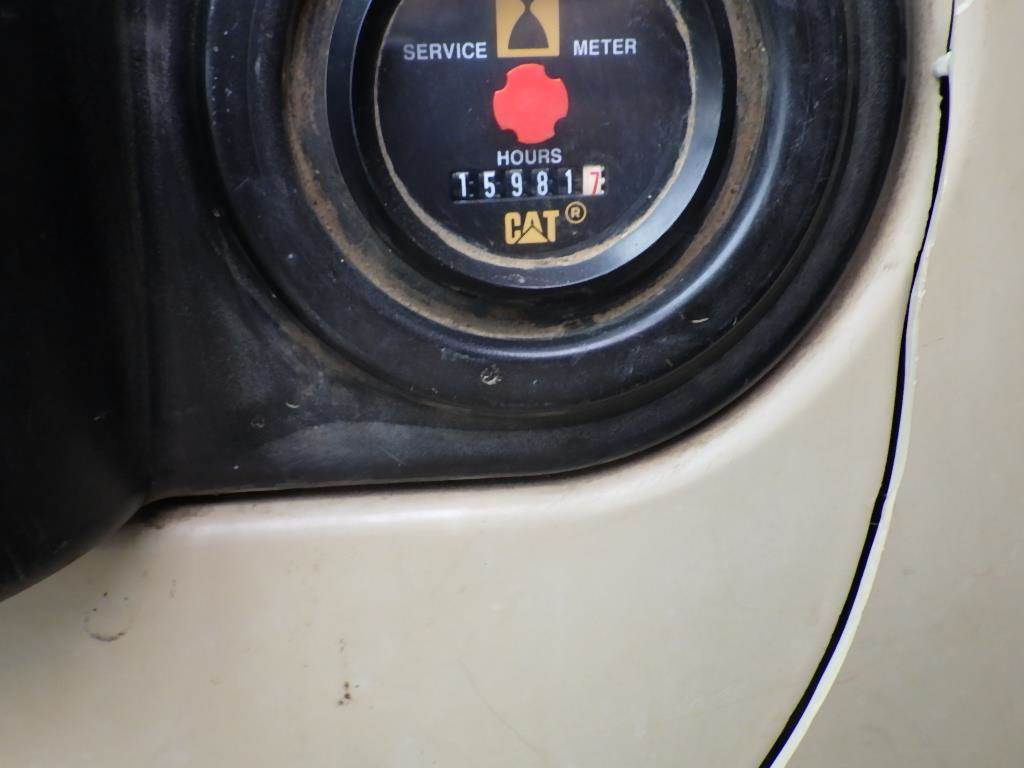 SERVICE METER
HOURS
159817
CAT ®